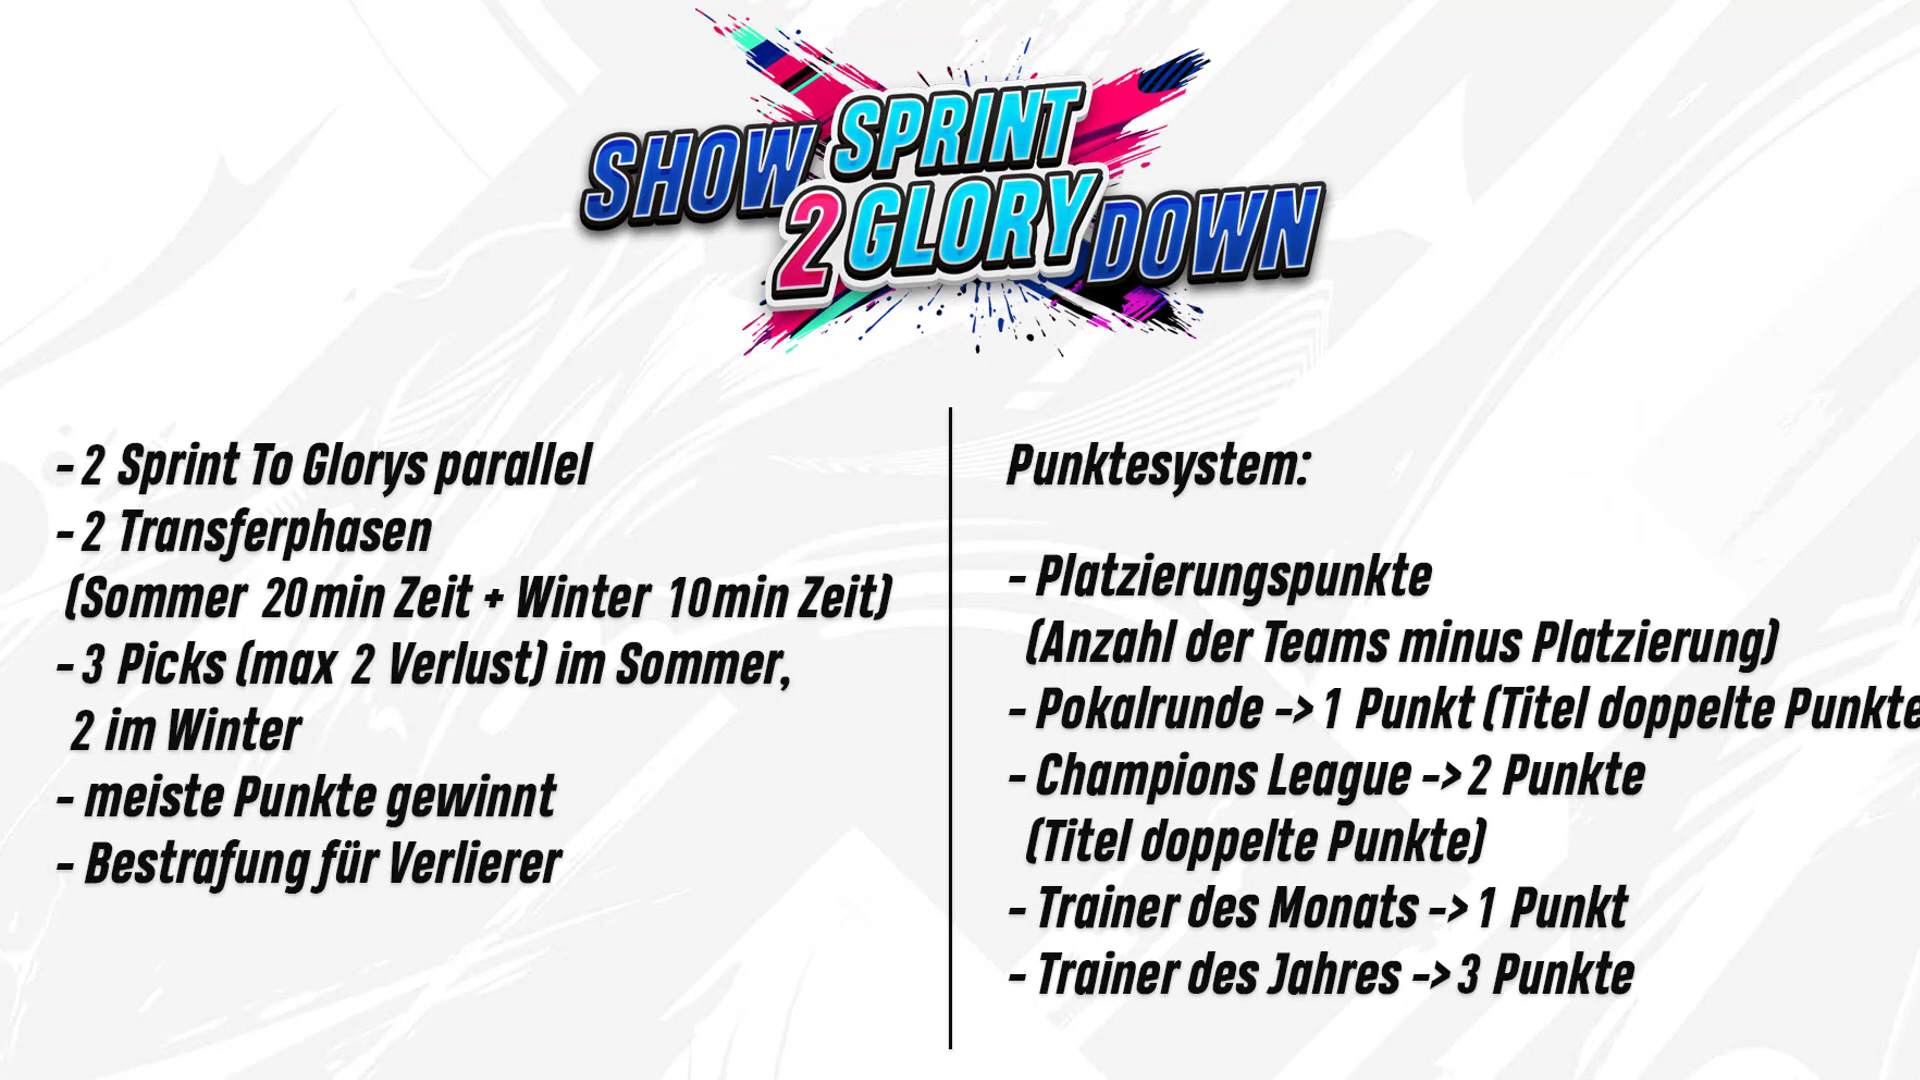 SHOW SPRINT
2 GLORY DOWN
- 2 Sprint To Glorys parallel
- 2 Transferphasen
(Sommer 20min Zeit + Winter 10min Zeit)
- 3 Picks (max 2 Verlust) im Sommer,
2 im Winter
- meiste Punkte gewinnt
- Bestrafung für Verlierer
Punktesystem:
- Platzierungspunkte
(Anzahl der Teams minus Platzierung)
- Pokalrunde -> 1 Punkt (Titel doppelte Punkte
- Champions League -> 2 Punkte
(Titel doppelte Punkte)
- Trainer des Monats -> 1 Punkt
- Trainer des Jahres -> 3 Punkte